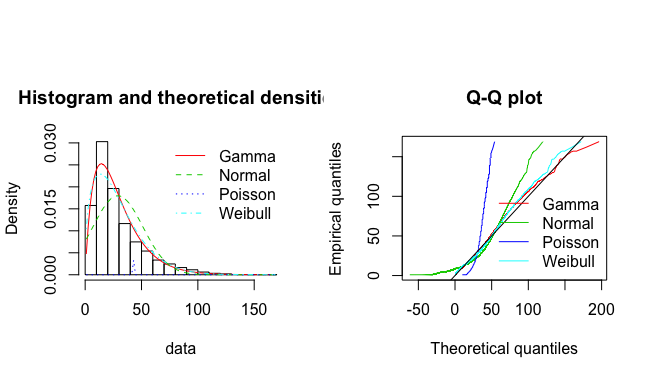 Histogram and theoretical densitie
Density
0.000
0.015
0.030
Gamma
Normal
Poisson
Weibull
0
50
100
150
data
Q-Q plot
Empirical quantiles
0
50
100
Gamma
Normal
Poisson
Weibull
-50
0
50
100
200
Theoretical quantiles